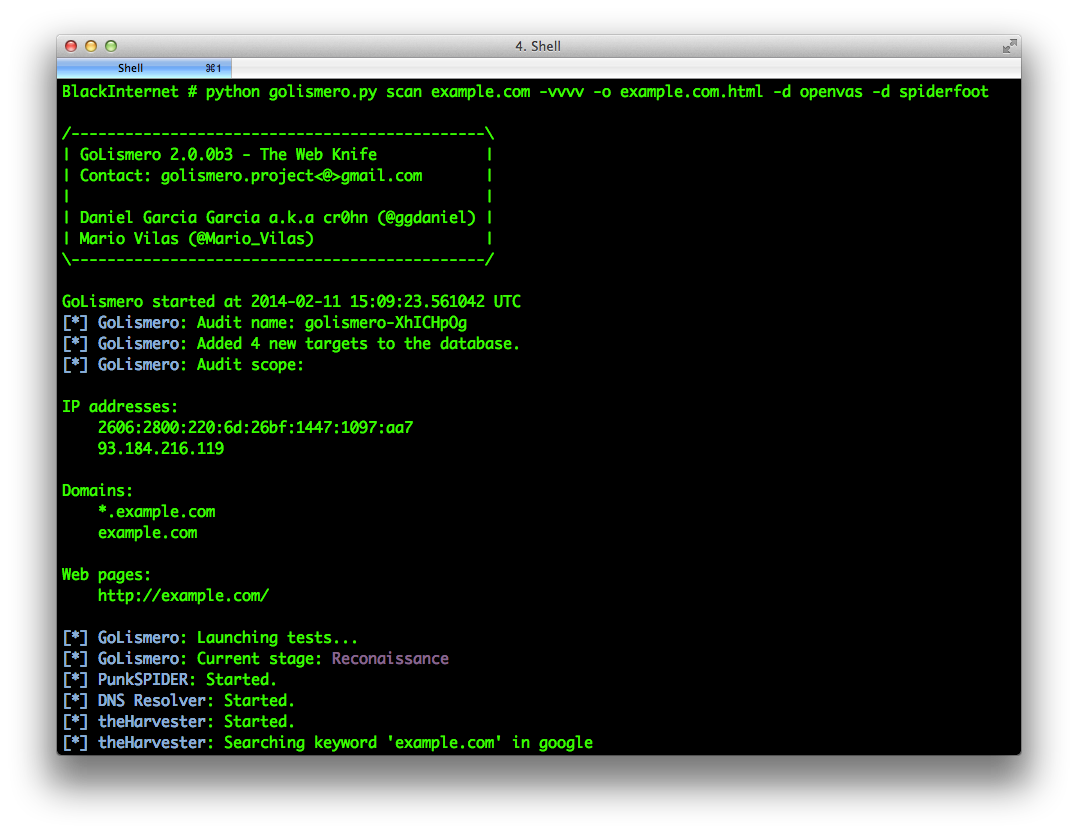 4. Shell
Shell ⌘1
BlackInternet # python golismero.py scan example.com -vvvv -o example.com.html -d openvas -d spiderfoot
/----------------------------------------------\
| GoLismero 2.0.0b3 - The Web Knife            |
| Contact: golismero.project<@>gmail.com       |
|                                              |
| Daniel Garcia Garcia a.k.a cr0hn (@ggdaniel) |
| Mario Vilas (@Mario_Vilas)                   |
\----------------------------------------------/
GoLismero started at 2014-02-11 15:09:23.561042 UTC
[*] GoLismero: Audit name: golismero-XhICHpOg
[*] GoLismero: Added 4 new targets to the database.
[*] GoLismero: Audit scope:
IP addresses:
2606:2800:220:6d:26bf:1447:1097:aa7
93.184.216.119
Domains:
*.example.com
example.com
Web pages:
http://example.com/
[*] GoLismero: Launching tests...
[*] GoLismero: Current stage: Reconaissance
[*] PunkSPIDER: Started.
[*] DNS Resolver: Started.
[*] theHarvester: Started.
[*] theHarvester: Searching keyword 'example.com' in google